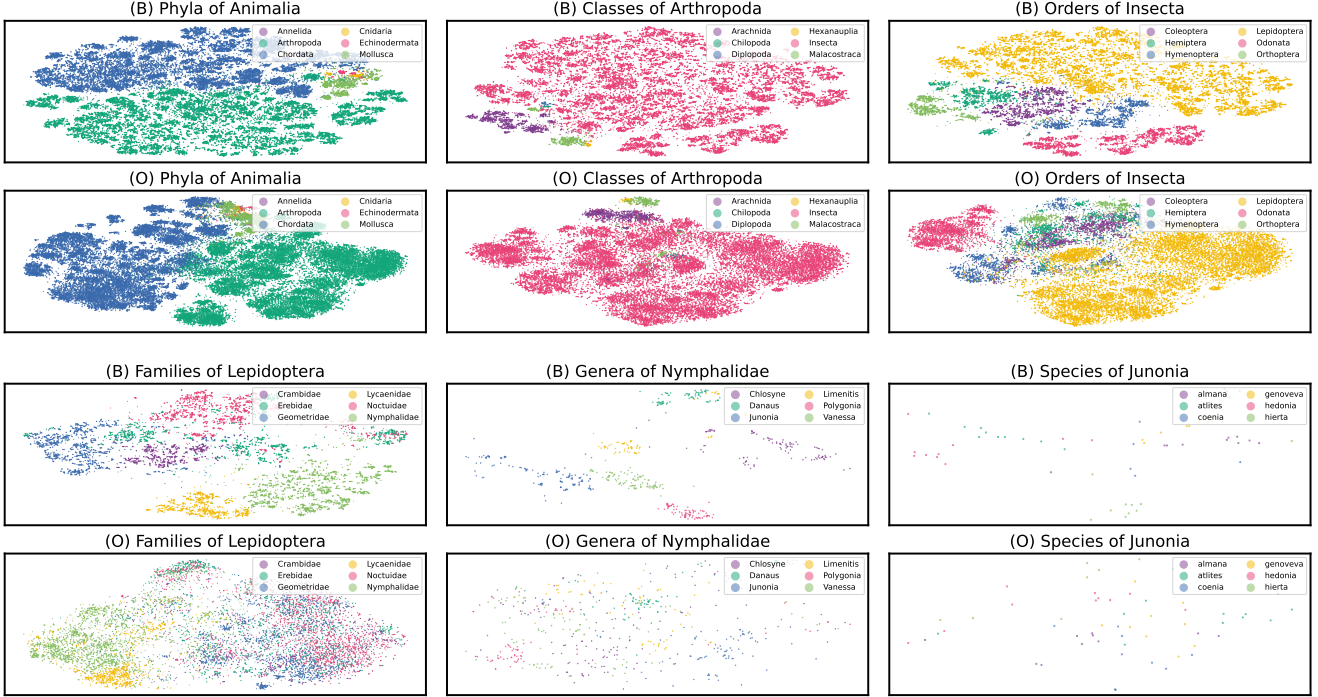 (B) Phyla of Animalia
Annelida Cnidaria
Arthropoda Echinodermata
Chordata Mollusca
(B) Classes of Arthropoda
Arachnida Hexanauplia
Chilopoda Insecta
Diplopoda Malacostraca
(B) Orders of Insecta
Coleoptera Lepidoptera
Hemiptera Odonata
Hymenoptera Orthoptera
(O) Phyla of Animalia
Annelida Cnidaria
Arthropoda Echinodermata
Chordata Mollusca
(O) Classes of Arthropoda
Arachnida Hexanauplia
Chilopoda Insecta
Diplopoda Malacostraca
(O) Orders of Insecta
Coleoptera Lepidoptera
Hemiptera Odonata
Hymenoptera Orthoptera
(B) Families of Lepidoptera
Crambidae Lycaenidae
Erebidae Noctuidae
Geometridae Nymphalidae
(B) Genera of Nymphalidae
Chlosyne Limenitis
Danaus Polygonia
Junonia Vanessa
(B) Species of Junonia
almana genoveva
atlites hedonia
coenia hierta
(O) Families of Lepidoptera
Crambidae Lycaenidae
Erebidae Noctuidae
Geometridae Nymphalidae
(O) Genera of Nymphalidae
Chlosyne Limenitis
Danaus Polygonia
Junonia Vanessa
(O) Species of Junonia
almana genoveva
atlites hedonia
coenia hierta